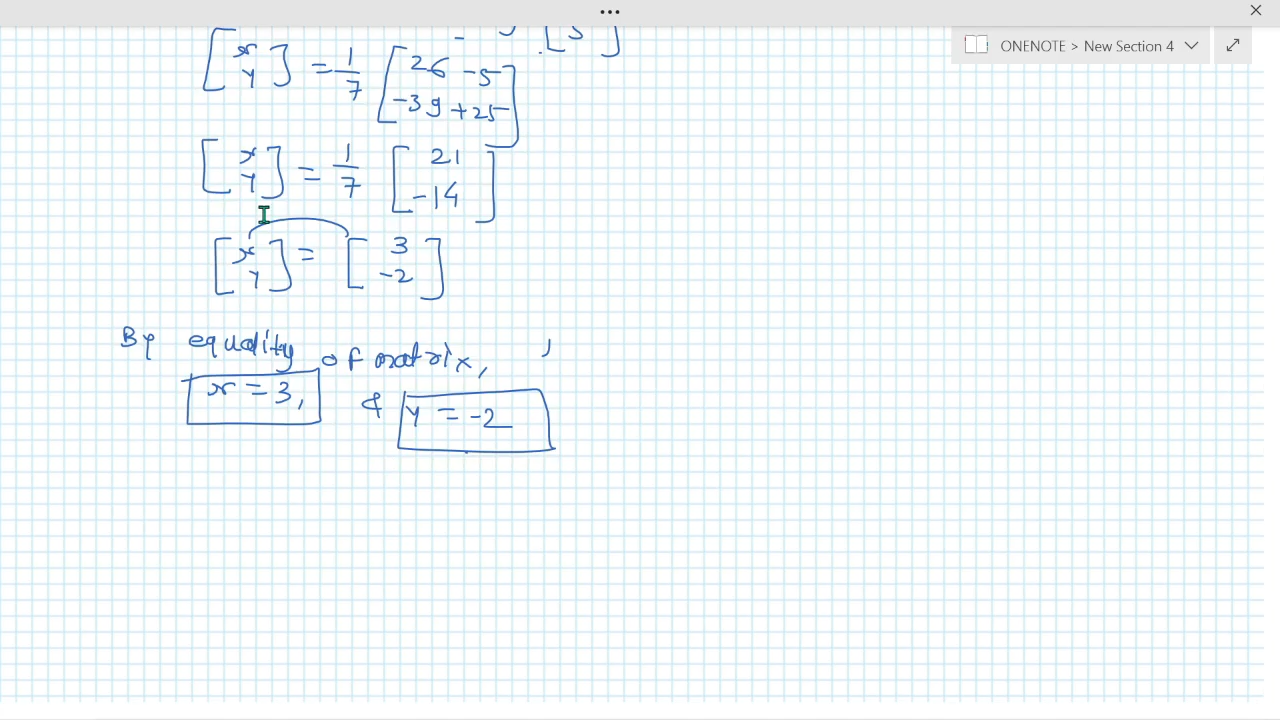 ONENOTE > New Section 4
[x y] = 1/7 [26 -5 -39 +25]
[x y] = 1/7 [21 -14]
[x y] = [3 -2]
By equality of matrix,
x = 3, & y = -2